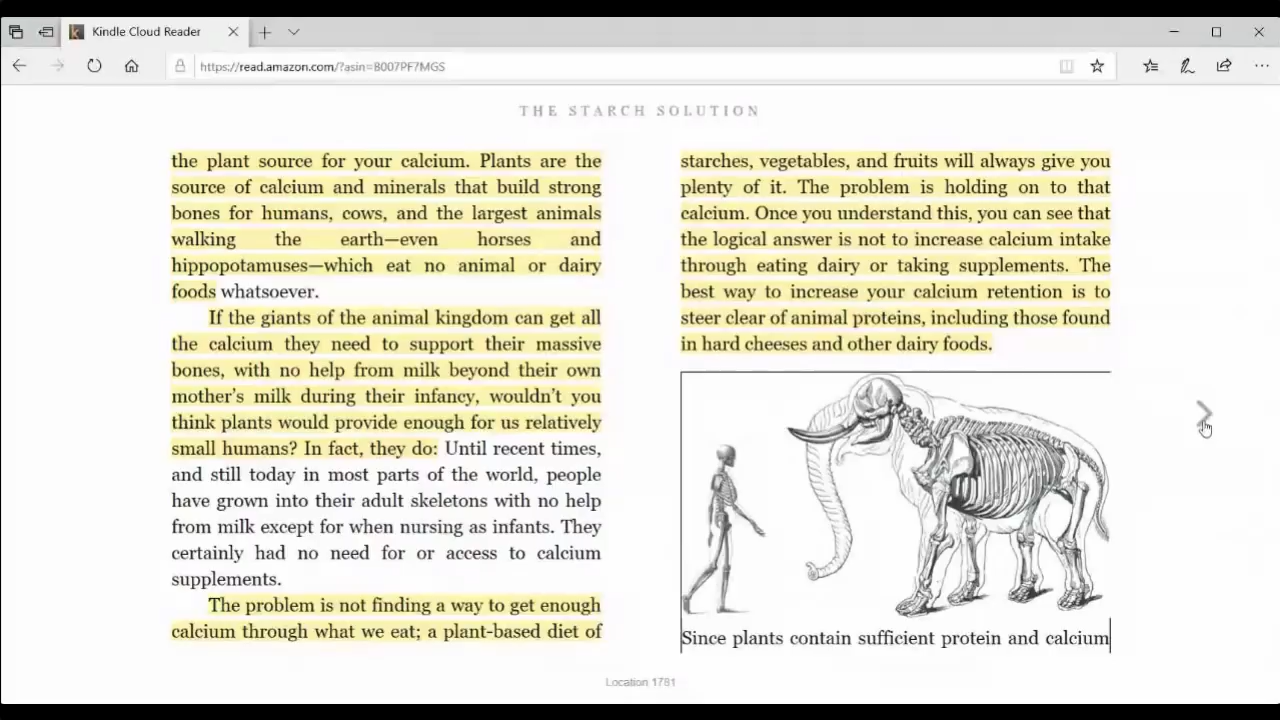 Kindle Cloud Reader
https://read.amazon.com/?asin=B007PF7MGS
THE STARCH SOLUTION
the plant source for your calcium. Plants are the
source of calcium and minerals that build strong
bones for humans, cows, and the largest animals
walking the earth—even horses and
hippopotamuses—which eat no animal or dairy
foods whatsoever.
If the giants of the animal kingdom can get all
the calcium they need to support their massive
bones, with no help from milk beyond their own
mother's milk during their infancy, wouldn't you
think plants would provide enough for us relatively
small humans? In fact, they do: Until recent times,
and still today in most parts of the world, people
have grown into their adult skeletons with no help
from milk except for when nursing as infants. They
certainly had no need for or access to calcium
supplements.
The problem is not finding a way to get enough
calcium through what we eat; a plant-based diet of
starches, vegetables, and fruits will always give you
plenty of it. The problem is holding on to that
calcium. Once you understand this, you can see that
the logical answer is not to increase calcium intake
through eating dairy or taking supplements. The
best way to increase your calcium retention is to
steer clear of animal proteins, including those found
in hard cheeses and other dairy foods.
Since plants contain sufficient protein and calcium
Location 1781